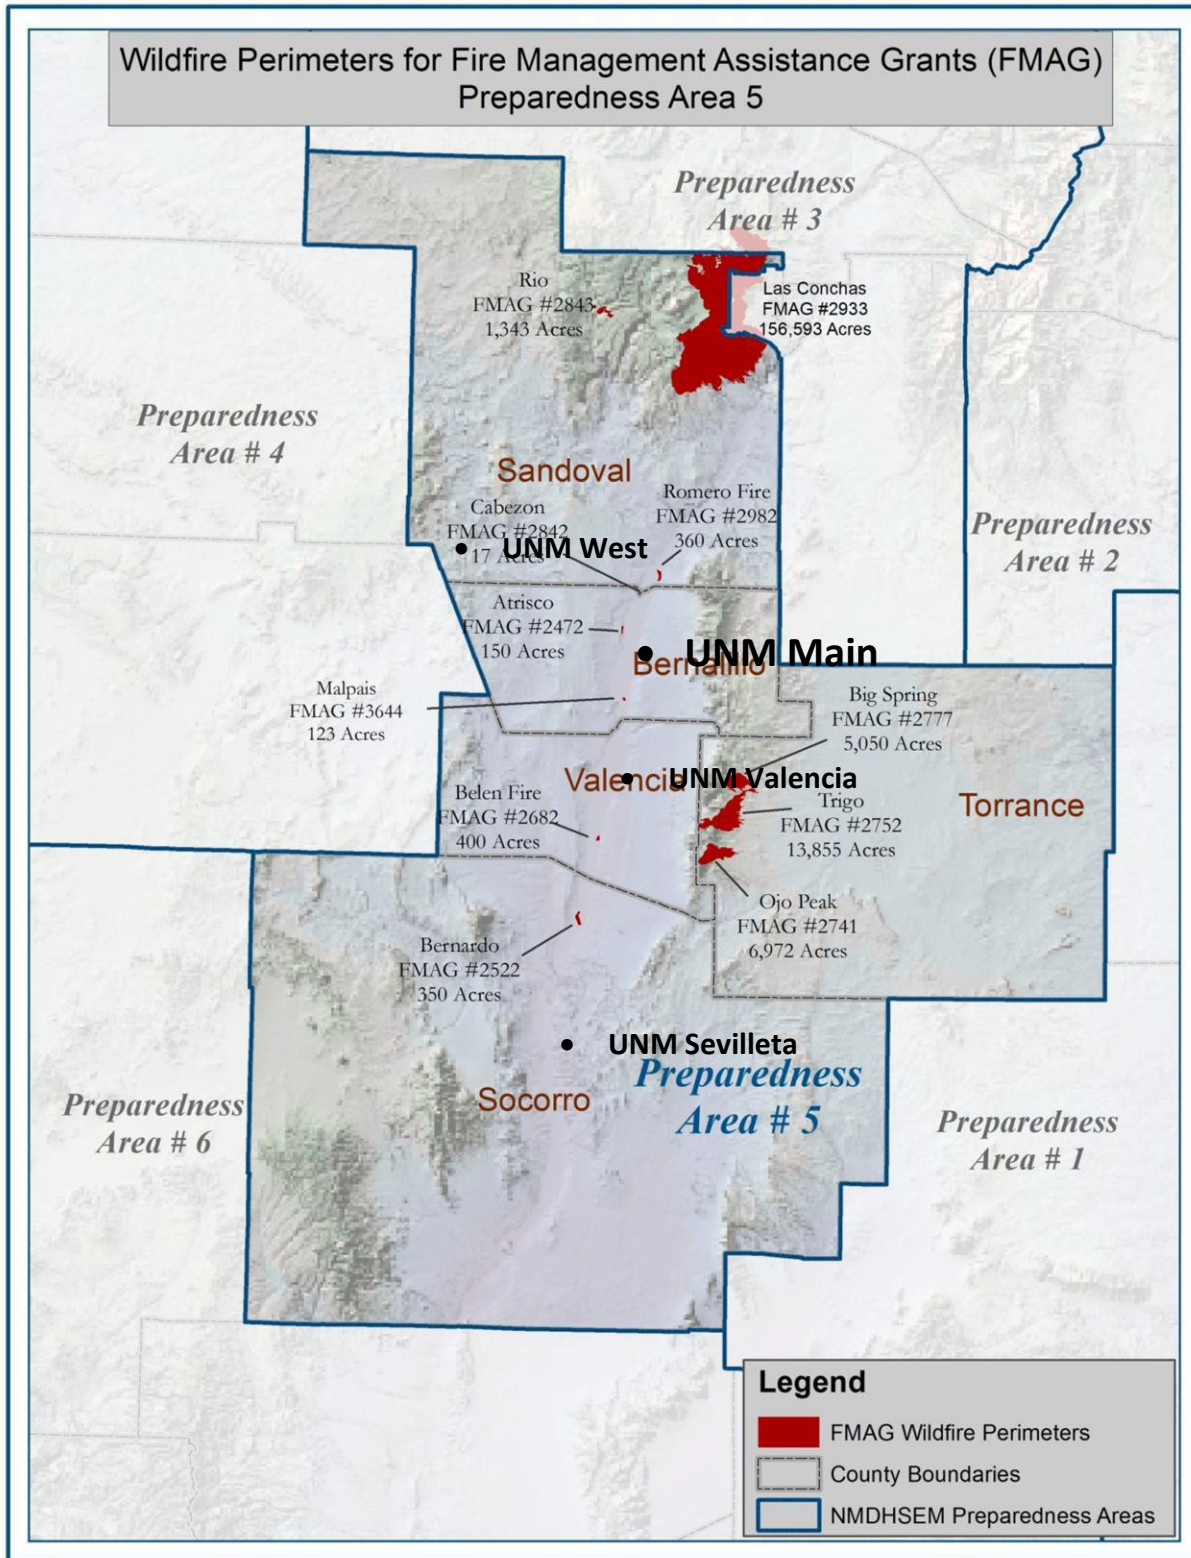 Wildfire Perimeters for Fire Management Assistance Grants (FMAG)
Preparedness Area 5
Preparedness
Area # 3
Rio
FMAG #2843
1,343 Acres
Las Conchas
FMAG #2933
156,593 Acres
Preparedness
Area # 4
Sandoval
Romero Fire
FMAG #2982
360 Acres
Cabezon
FMAG #2842
17 Acres
• UNM West
Preparedness
Area # 2
Atrisco
FMAG #2472
150 Acres
• UNM Main
Bernalillo
Malpais
FMAG #3644
123 Acres
Big Spring
FMAG #2777
5,050 Acres
Valencia
• UNM Valencia
Belen Fire
FMAG #2682
400 Acres
Trigo
FMAG #2752
13,855 Acres
Torrance
Ojo Peak
FMAG #2741
6,972 Acres
Bernardo
FMAG #2522
350 Acres
• UNM Sevilleta
Preparedness
Area # 5
Socorro
Preparedness
Area # 6
Preparedness
Area # 1
Legend
FMAG Wildfire Perimeters
County Boundaries
NMDHSEM Preparedness Areas